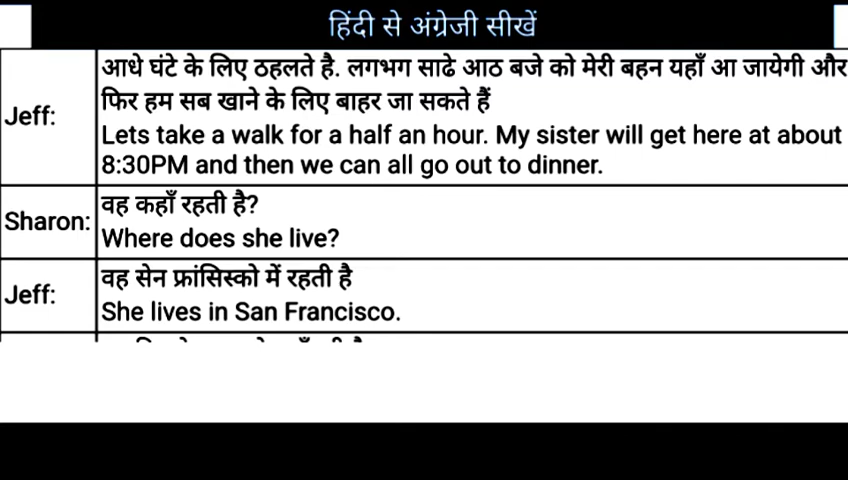 हिंदी से अंग्रेजी सीखें
Jeff:
आधे घंटे के लिए ठहलते है. लगभग साढे आठ बजे को मेरी बहन यहाँ आ जायेगी और
फिर हम सब खाने के लिए बाहर जा सकते हैं
Lets take a walk for a half an hour. My sister will get here at about
8:30PM and then we can all go out to dinner.
Sharon:
वह कहाँ रहती है?
Where does she live?
Jeff:
वह सेन फ्रांसिस्को में रहती है
She lives in San Francisco.